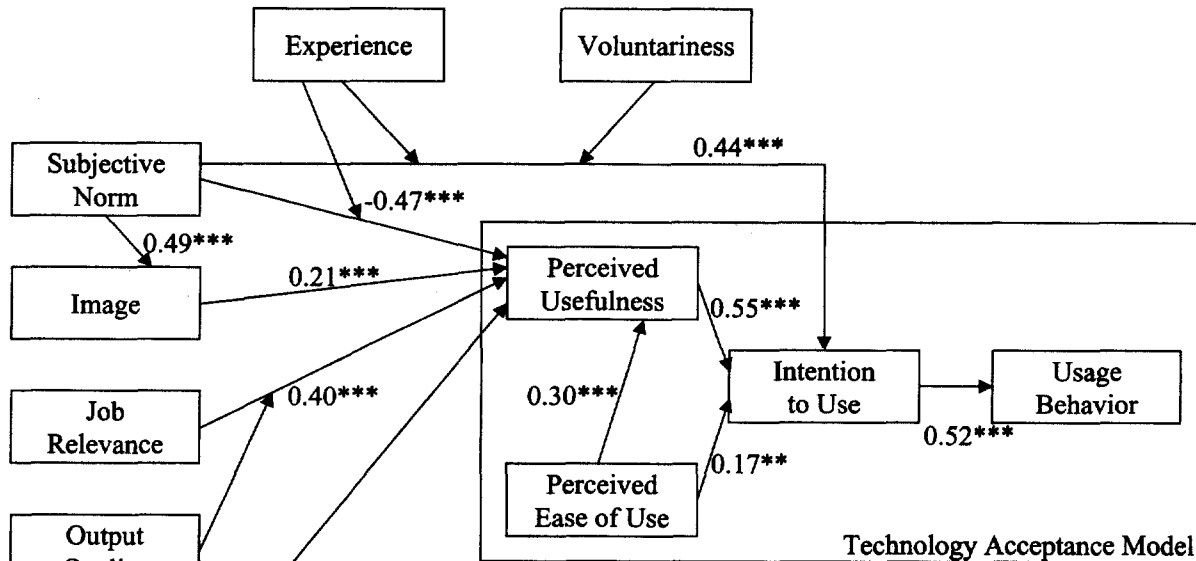 Experience
Voluntariness
0.44***
Subjective
Norm
-0.47***
0.49***
Image
0.21***
Perceived
Usefulness
0.55***
Job
Relevance
0.40***
0.30***
Intention
to Use
Usage
Behavior
0.52***
0.17**
Perceived
Ease of Use
Output
Technology Acceptance Model